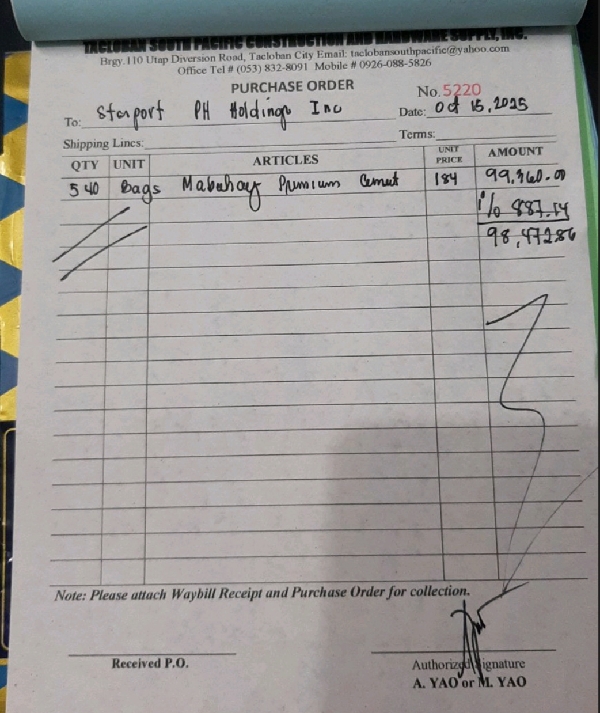 TACLOBAN SOUTH PACIFIC CONSTRUCTION AND HARDWARE SUPPLY, INC.
Brgy.110 Utap Diversion Road, Tacloban City Email: taclobansouthpacific@yahoo.com
Office Tel # (053) 832-8091 Mobile # 0926-088-5826
PURCHASE ORDER
No. 5220
To: Starport PH Holdings Inc
Date: Oct 15, 2025
Shipping Lines:
Terms:
QTY UNIT ARTICLES UNIT PRICE AMOUNT
540 Bags Mabuhay Premium Cement 184 99,360.00
1% 887.14
98,472.86
Note: Please attach Waybill Receipt and Purchase Order for collection.
Received P.O.
Authorized Signature
A. YAO or M. YAO